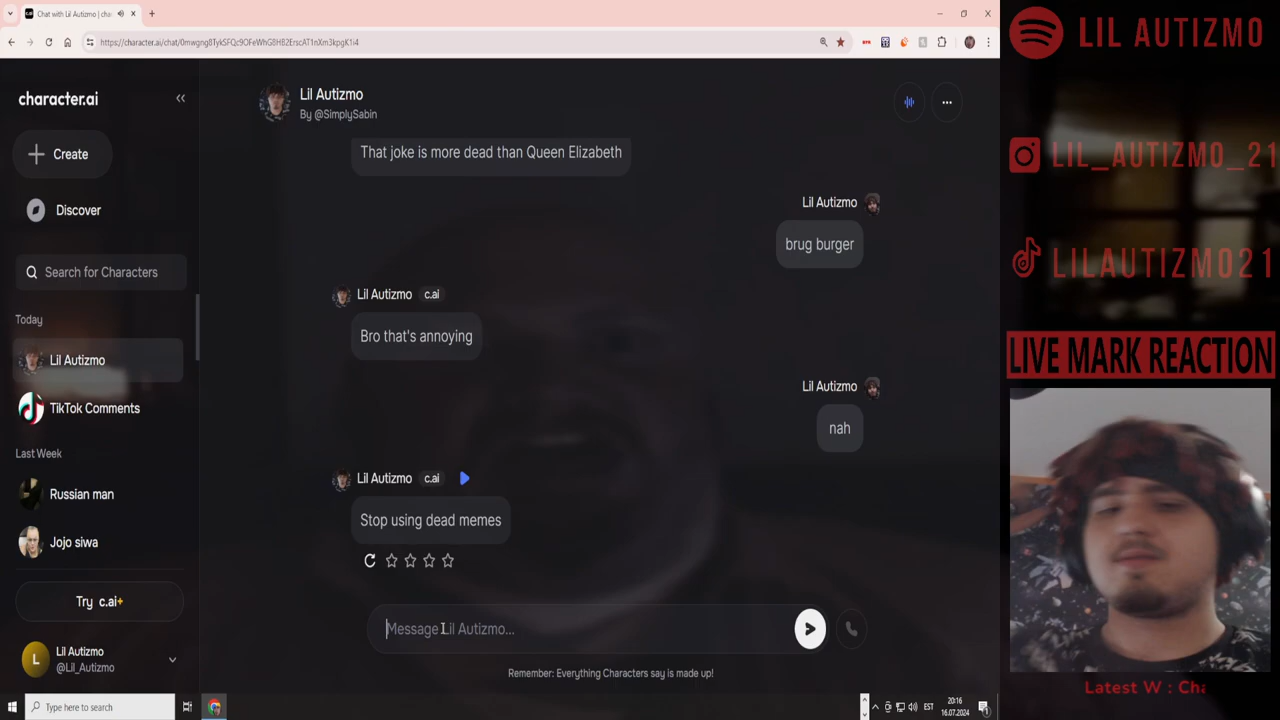 Chat with Lil Autizmo | char
https://character.ai/chat/
character.ai
Lil Autizmo
By @SimplySabin
Create
Discover
Search for Characters
Today
Lil Autizmo
TikTok Comments
Last Week
Russian man
Jojo siwa
Try c.ai+
L
Lil Autizmo
@Lil_Autizmo
That joke is more dead than Queen Elizabeth
Lil Autizmo
brug burger
Lil Autizmo c.ai
Bro that's annoying
Lil Autizmo
nah
Lil Autizmo c.ai
Stop using dead memes
Message Lil Autizmo...
Remember: Everything Characters say is made up!
Type here to search
EST
20:16
16.07.2024
LIL AUTIZMO
LIL_AUTIZMO_21
LILAUTIZMO21
LIVE MARK REACTION
Latest W : Cha